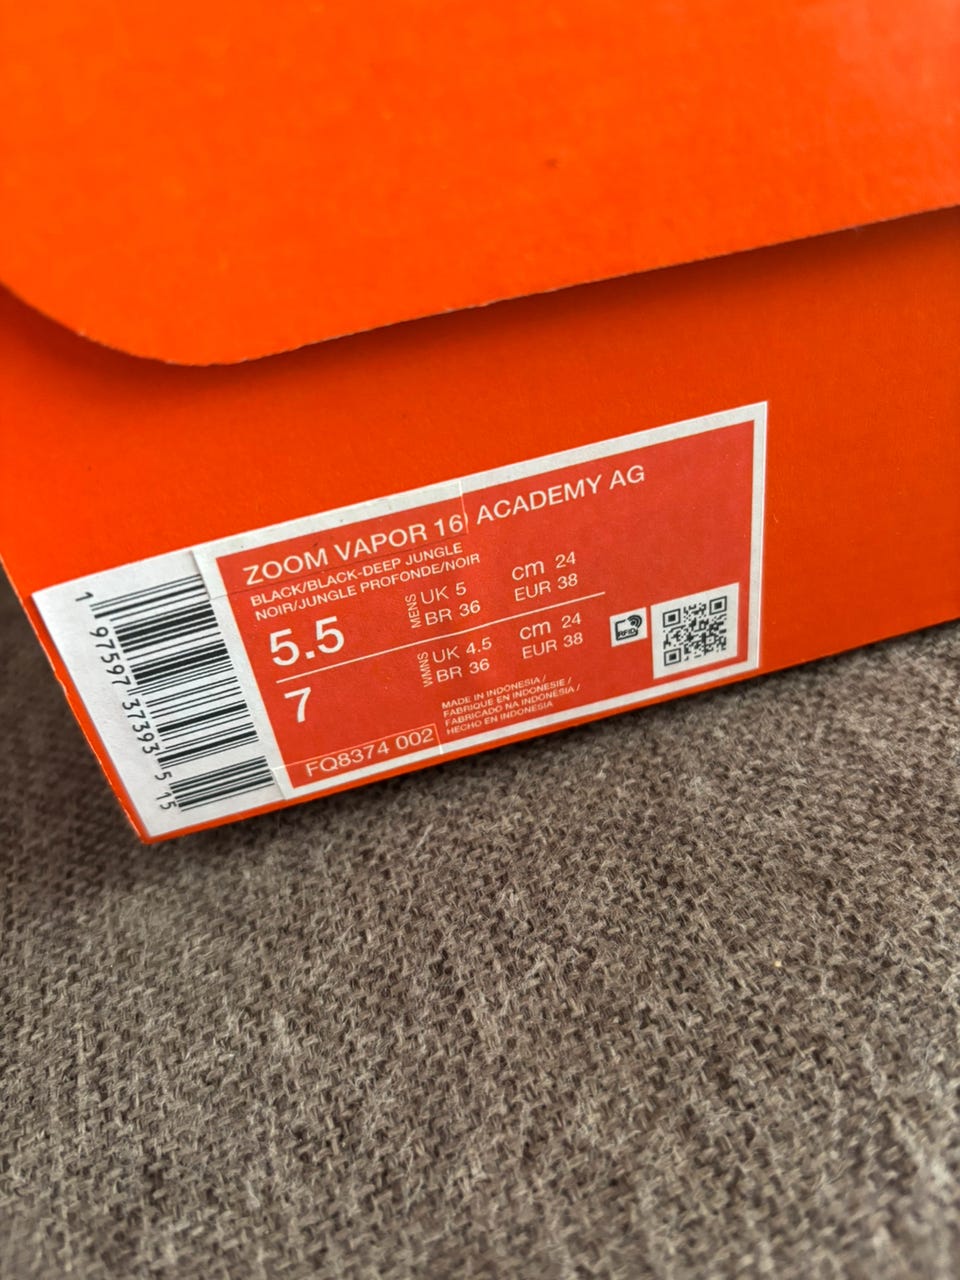 ZOOM VAPOR 16 ACADEMY AG
BLACK/BLACK-DEEP JUNGLE
NOIR/JUNGLE PROFONDE/NOIR
5.5
MENS
UK 5
BR 36
cm 24
EUR 38
7
WMNS
UK 4.5
BR 36
cm 24
EUR 38
RFID
MADE IN INDONESIA /
FABRIQUÉ EN INDONÉSIE /
FABRICADO NA INDONÉSIA /
HECHO EN INDONESIA
FQ8374 002
1 97597 37393 5 15